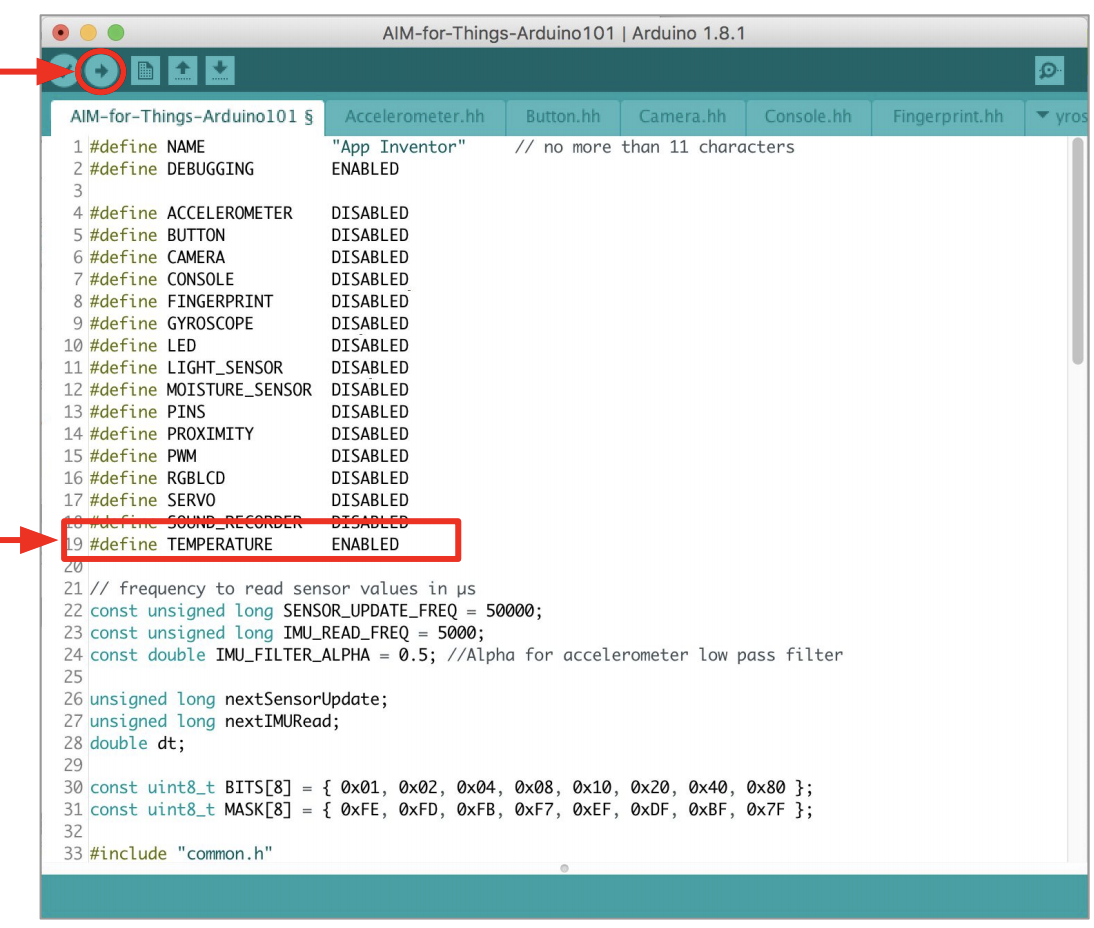 AIM-for-Things-Arduino101 | Arduino 1.8.1
AIM-for-Things-Arduino101 § Accelerometer.hh Button.hh Camera.hh Console.hh Fingerprint.hh yros
1 #define NAME "App Inventor" // no more than 11 characters
2 #define DEBUGGING ENABLED
3
4 #define ACCELEROMETER DISABLED
5 #define BUTTON DISABLED
6 #define CAMERA DISABLED
7 #define CONSOLE DISABLED
8 #define FINGERPRINT DISABLED
9 #define GYROSCOPE DISABLED
10 #define LED DISABLED
11 #define LIGHT_SENSOR DISABLED
12 #define MOISTURE_SENSOR DISABLED
13 #define PINS DISABLED
14 #define PROXIMITY DISABLED
15 #define PWM DISABLED
16 #define RGBLCD DISABLED
17 #define SERVO DISABLED
18 #define SOUND_RECORDER DISABLED
19 #define TEMPERATURE ENABLED
20
21 // frequency to read sensor values in µs
22 const unsigned long SENSOR_UPDATE_FREQ = 50000;
23 const unsigned long IMU_READ_FREQ = 5000;
24 const double IMU_FILTER_ALPHA = 0.5; //Alpha for accelerometer low pass filter
25
26 unsigned long nextSensorUpdate;
27 unsigned long nextIMURead;
28 double dt;
29
30 const uint8_t BITS[8] = { 0x01, 0x02, 0x04, 0x08, 0x10, 0x20, 0x40, 0x80 };
31 const uint8_t MASK[8] = { 0xFE, 0xFD, 0xFB, 0xF7, 0xEF, 0xDF, 0xBF, 0x7F };
32
33 #include "common.h"